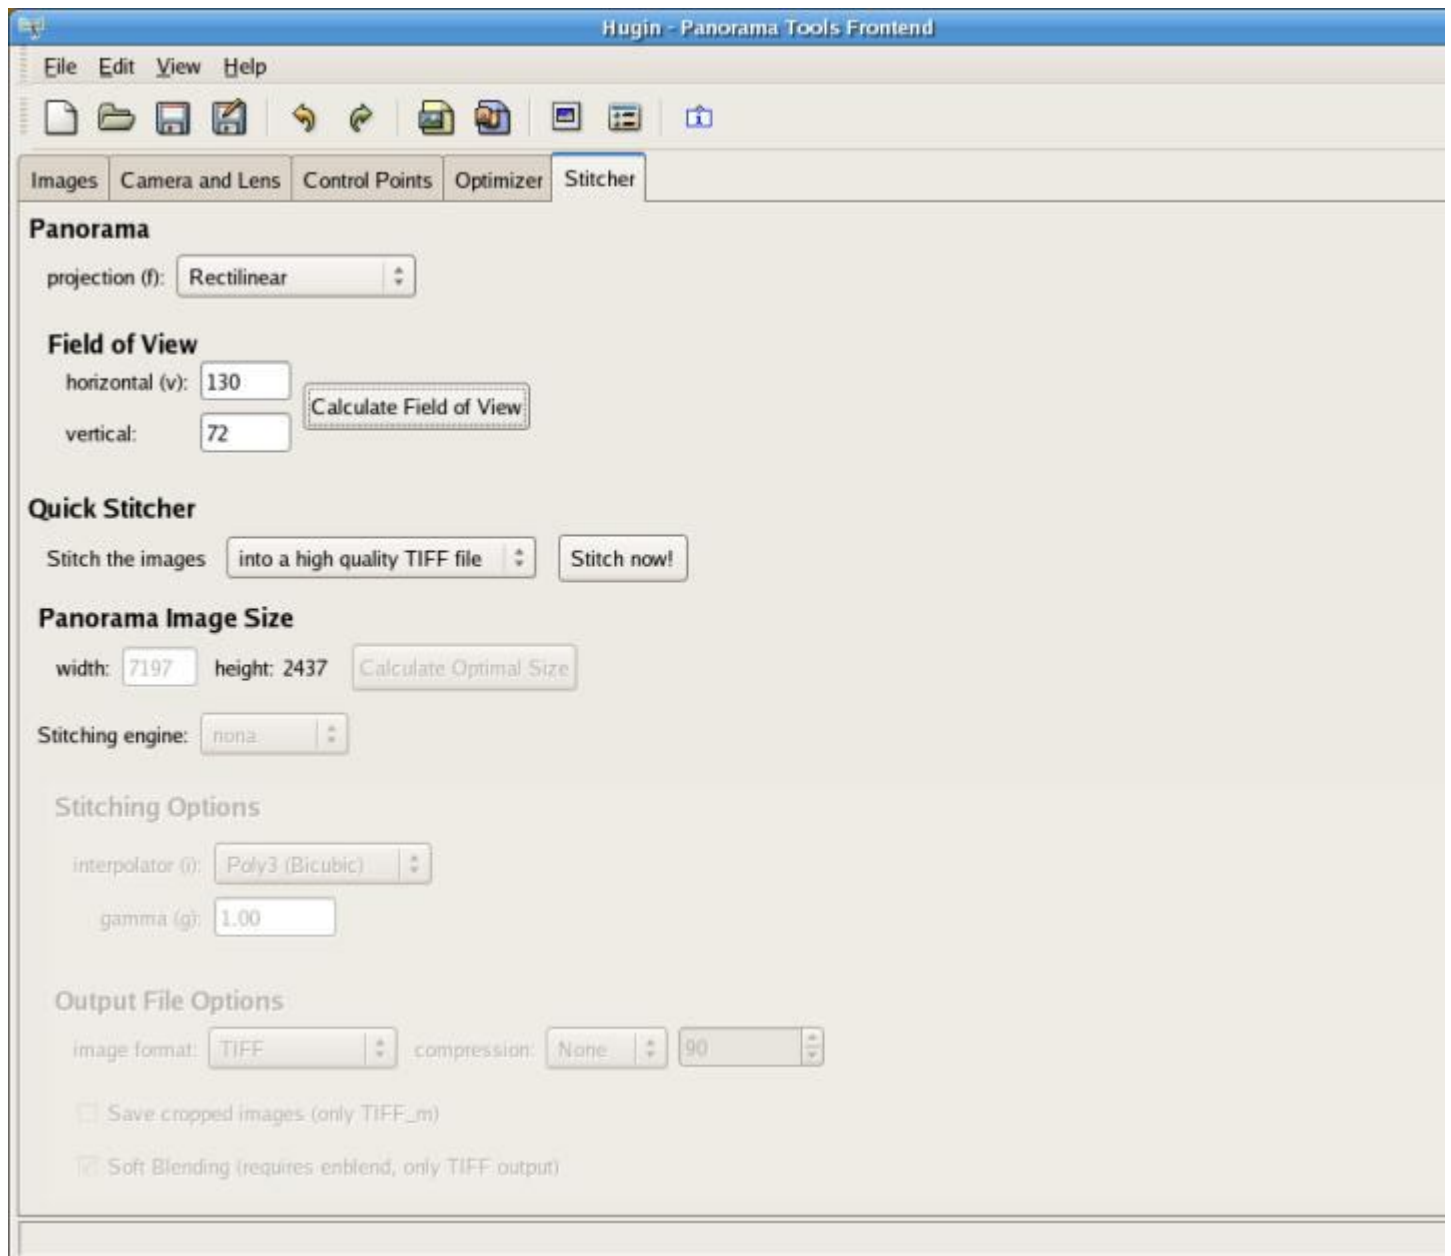 Hugin - Panorama Tools Frontend
File Edit View Help
Images Camera and Lens Control Points Optimizer Stitcher
Panorama
projection (f): Rectilinear
Field of View
horizontal (v): 130
Calculate Field of View
vertical: 72
Quick Stitcher
Stitch the images into a high quality TIFF file Stitch now!
Panorama Image Size
width: 7197 height: 2437 Calculate Optimal Size
Stitching engine: nona
Stitching Options
interpolator (i): Poly3 (Bicubic)
gamma (g): 1.00
Output File Options
image format: TIFF compression: None 90
Save cropped images (only TIFF_m)
Soft Blending (requires enblend, only TIFF output)